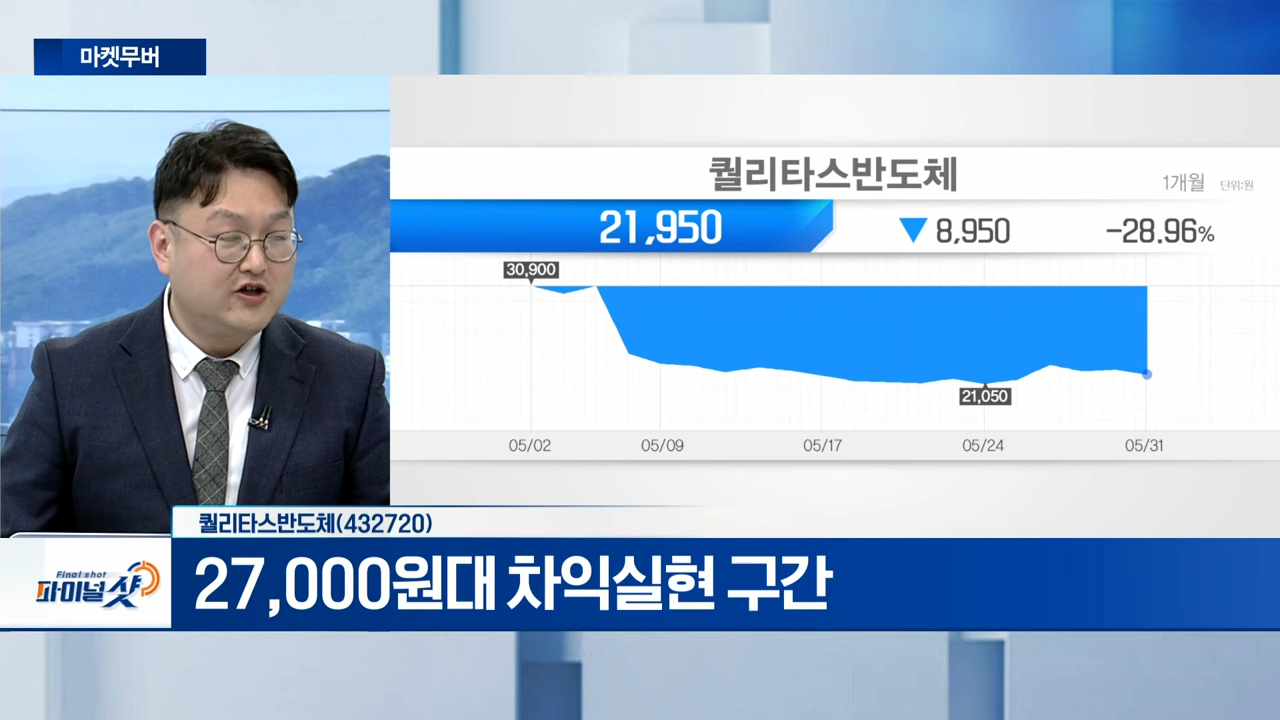 마켓무버
퀄리타스반도체
1개월 단위:원
21,950 ▼ 8,950 -28.96%
30,900
21,050
05/02 05/09 05/17 05/24 05/31
퀄리타스반도체(432720)
Final shot
파이널샷
27,000원대 차익실현 구간